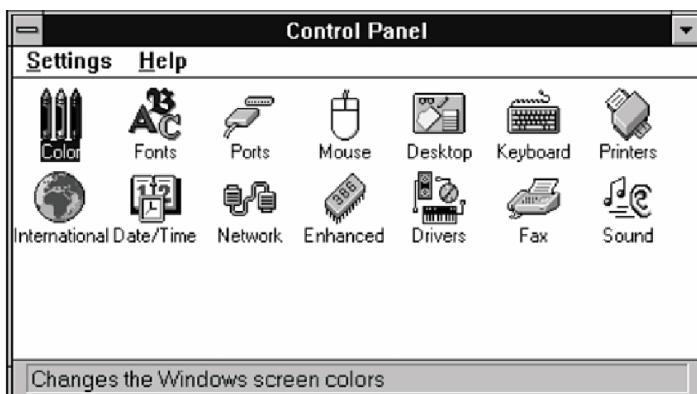 Control Panel
Settings Help
Color Fonts Ports Mouse Desktop Keyboard Printers
International Date/Time Network Enhanced Drivers Fax Sound
Changes the Windows screen colors